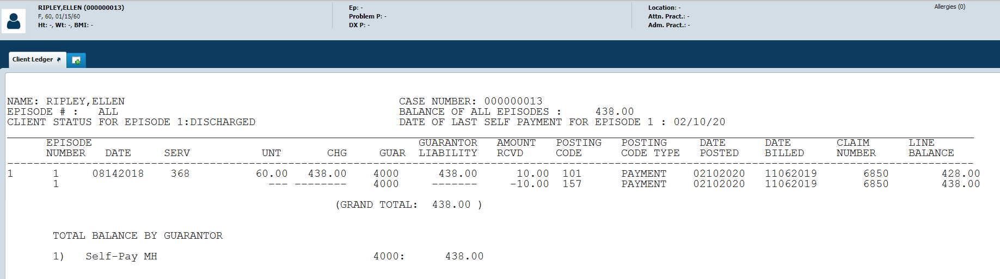 RIPLEY,ELLEN (000000013)
F, 60, 01/15/60
Ht: -, Wt: -, BMI: -
Ep: -
Problem P: -
DX P: -
Location: -
Attn. Pract.: -
Adm. Pract.: -
Allergies (0)
Client Ledger
NAME: RIPLEY,ELLEN CASE NUMBER: 000000013
EPISODE # : ALL BALANCE OF ALL EPISODES : 438.00
CLIENT STATUS FOR EPISODE 1:DISCHARGED DATE OF LAST SELF PAYMENT FOR EPISODE 1 : 02/10/20
EPISODE GUARANTOR AMOUNT POSTING POSTING DATE DATE CLAIM LINE
NUMBER DATE SERV UNT CHG GUAR LIABILITY RCVD CODE CODE TYPE POSTED BILLED NUMBER BALANCE
1 1 08142018 368 60.00 438.00 4000 438.00 10.00 101 PAYMENT 02102020 11062019 6850 428.00
1 --- -------- 4000 ------- -10.00 157 PAYMENT 02102020 11062019 6850 438.00
(GRAND TOTAL: 438.00 )
TOTAL BALANCE BY GUARANTOR
1) Self-Pay MH 4000: 438.00